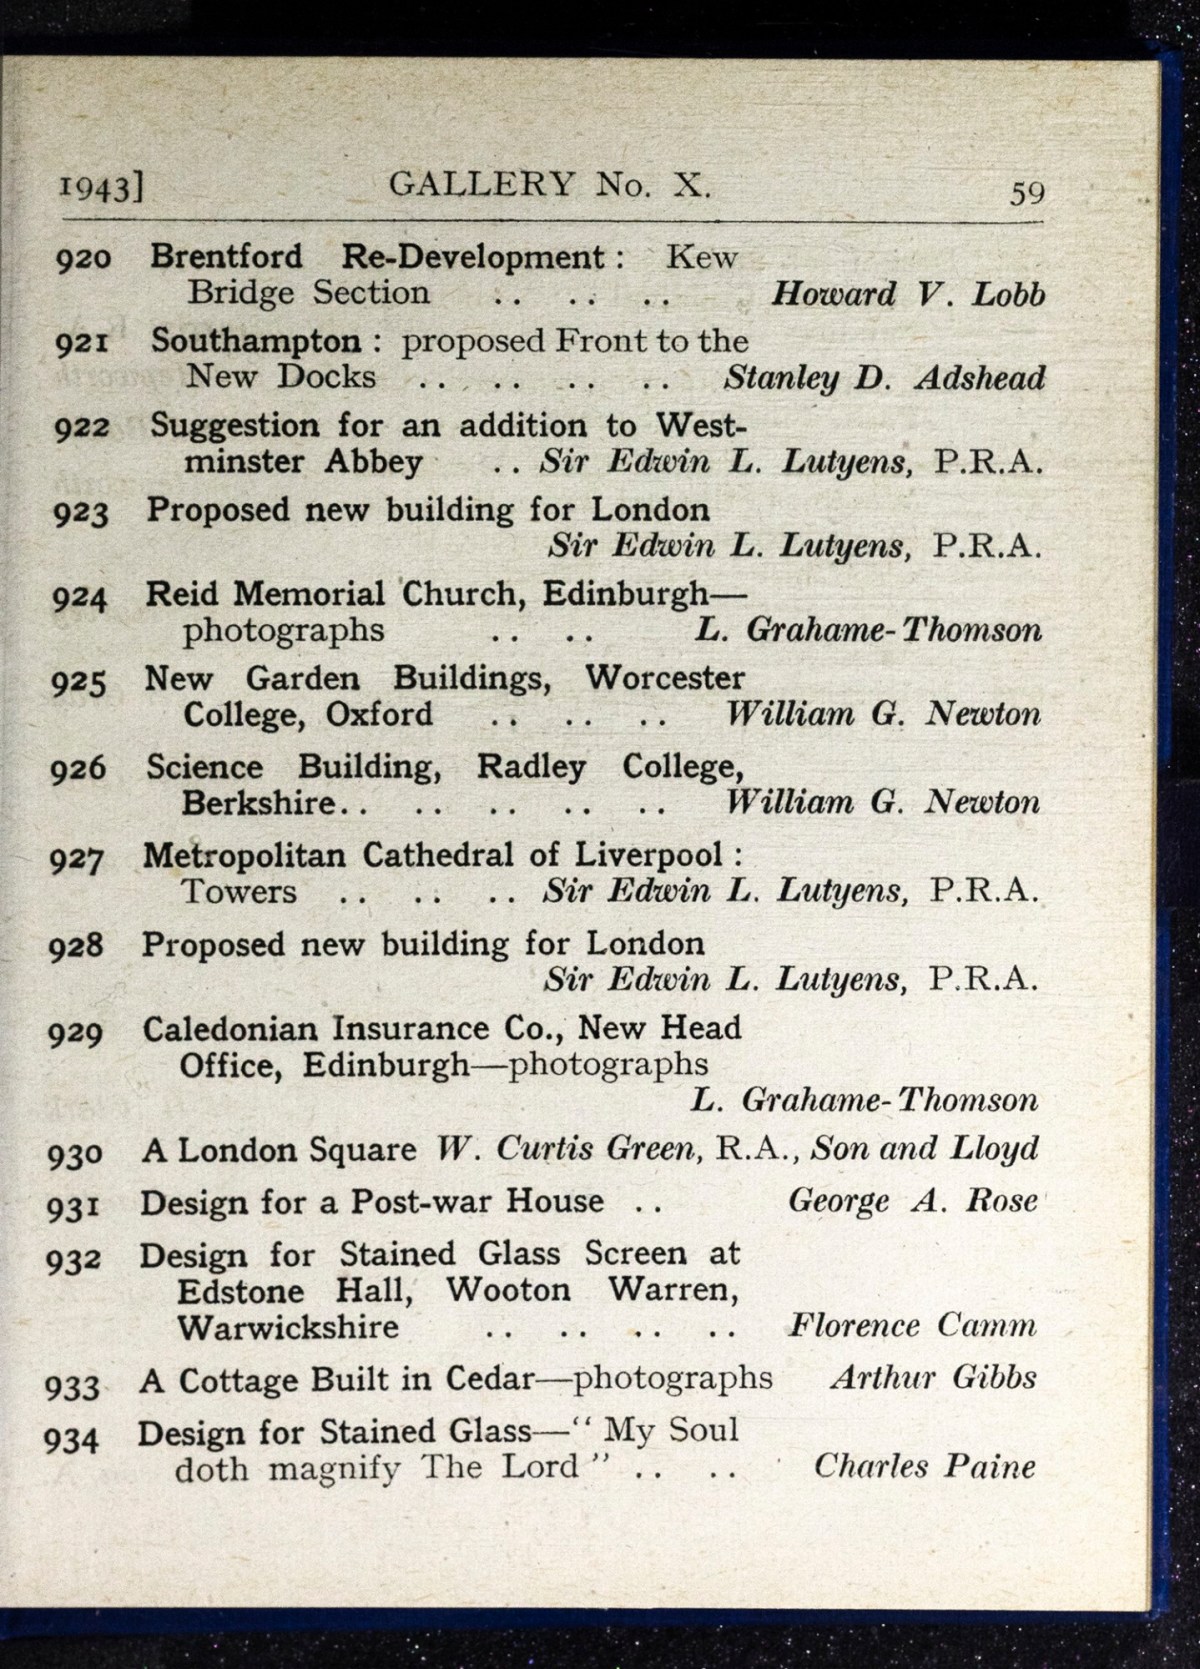 1943] GALLERY No. X. 59
920 Brentford Re-Development : Kew
Bridge Section .. .. .. Howard V. Lobb
921 Southampton : proposed Front to the
New Docks .. .. .. .. Stanley D. Adshead
922 Suggestion for an addition to West-
minster Abbey .. Sir Edwin L. Lutyens, P.R.A.
923 Proposed new building for London
Sir Edwin L. Lutyens, P.R.A.
924 Reid Memorial Church, Edinburgh—
photographs .. .. L. Grahame-Thomson
925 New Garden Buildings, Worcester
College, Oxford .. .. .. William G. Newton
926 Science Building, Radley College,
Berkshire.. .. .. .. .. William G. Newton
927 Metropolitan Cathedral of Liverpool :
Towers .. .. .. Sir Edwin L. Lutyens, P.R.A.
928 Proposed new building for London
Sir Edwin L. Lutyens, P.R.A.
929 Caledonian Insurance Co., New Head
Office, Edinburgh—photographs
L. Grahame-Thomson
930 A London Square W. Curtis Green, R.A., Son and Lloyd
931 Design for a Post-war House .. George A. Rose
932 Design for Stained Glass Screen at
Edstone Hall, Wooton Warren,
Warwickshire .. .. .. .. Florence Camm
933 A Cottage Built in Cedar—photographs Arthur Gibbs
934 Design for Stained Glass—“ My Soul
doth magnify The Lord ” .. .. Charles Paine